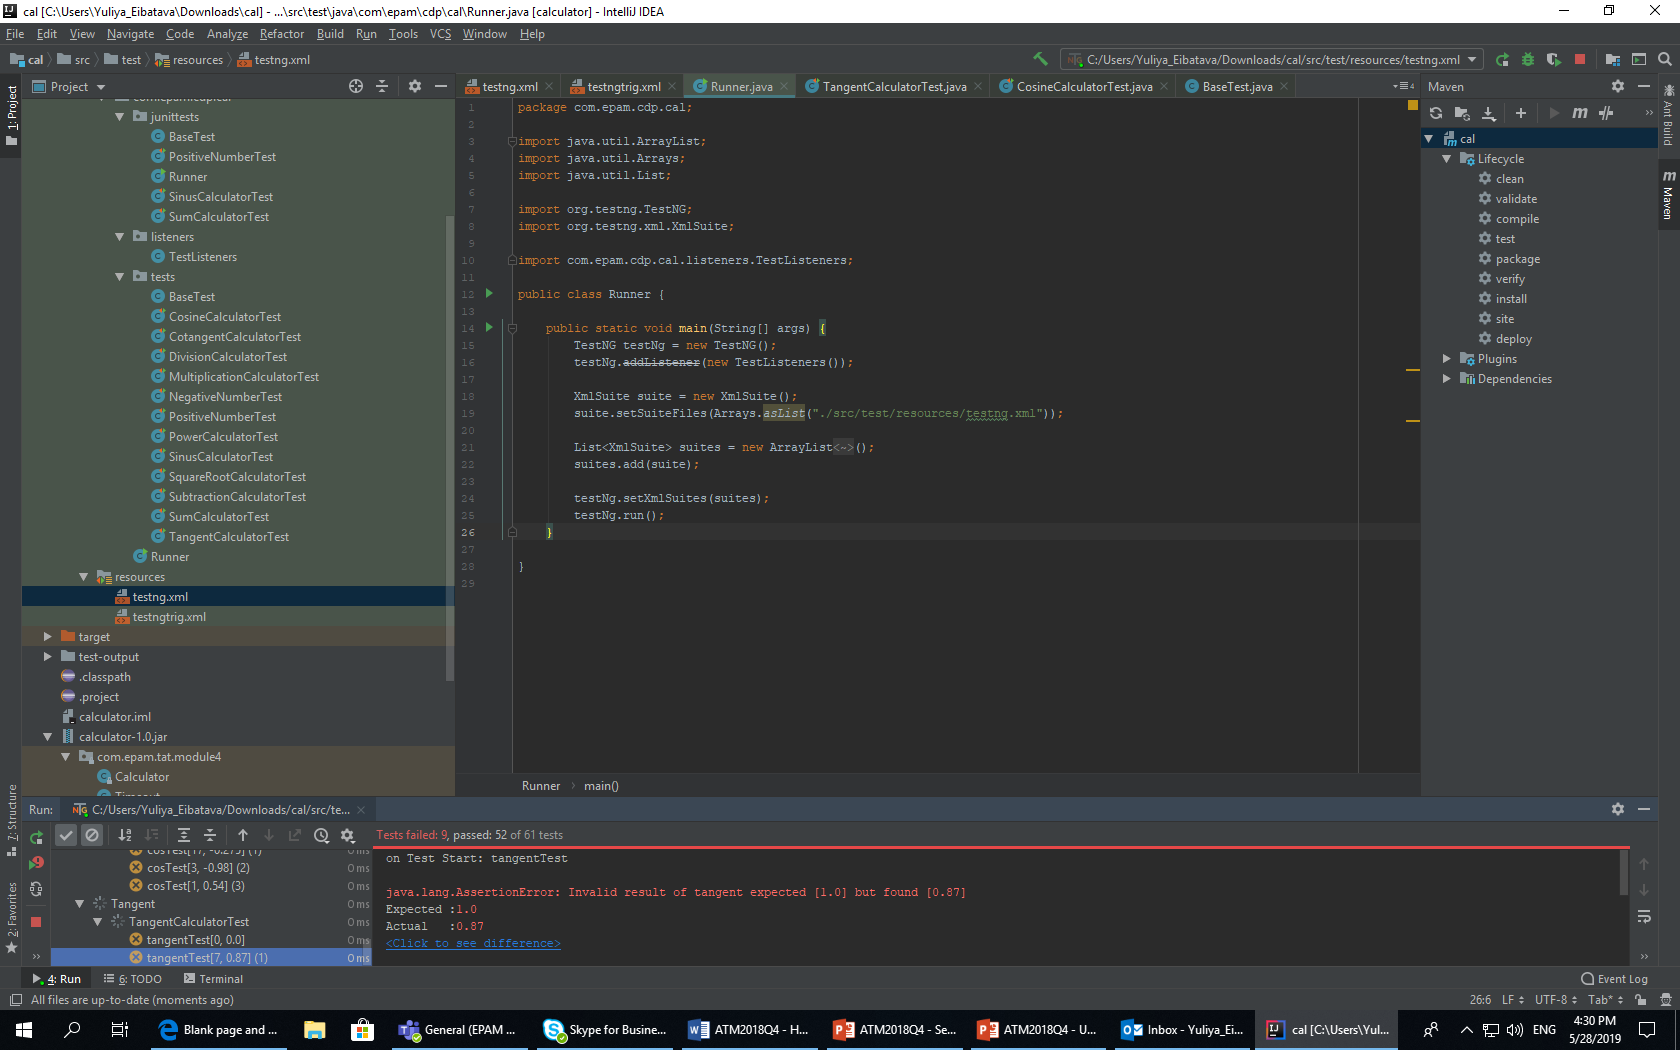 cal [C:\Users\Yuliya_Eibatava\Downloads\cal] - ...\src\test\java\com\epam\cdp\cal\Runner.java [calculator] - IntelliJ IDEA
File Edit View Navigate Code Analyze Refactor Build Run Tools VCS Window Help
cal src test resources testng.xml
C:/Users/Yuliya_Eibatava/Downloads/cal/src/test/resources/testng.xml
1: Project
Project
junittests
BaseTest
PositiveNumberTest
Runner
SinusCalculatorTest
SumCalculatorTest
listeners
TestListeners
tests
BaseTest
CosineCalculatorTest
CotangentCalculatorTest
DivisionCalculatorTest
MultiplicationCalculatorTest
NegativeNumberTest
PositiveNumberTest
PowerCalculatorTest
SinusCalculatorTest
SquareRootCalculatorTest
SubtractionCalculatorTest
SumCalculatorTest
TangentCalculatorTest
Runner
resources
testng.xml
testngtrig.xml
target
test-output
.classpath
.project
calculator.iml
calculator-1.0.jar
com.epam.tat.module4
Calculator
testng.xml testngtrig.xml Runner.java TangentCalculatorTest.java CosineCalculatorTest.java BaseTest.java
4
1 package com.epam.cdp.cal;
2
3 import java.util.ArrayList;
4 import java.util.Arrays;
5 import java.util.List;
6
7 import org.testng.TestNG;
8 import org.testng.xml.XmlSuite;
9
10 import com.epam.cdp.cal.listeners.TestListeners;
11
12 public class Runner {
13
14 public static void main(String[] args) {
15 TestNG testNg = new TestNG();
16 testNg.addListener(new TestListeners());
17
18 XmlSuite suite = new XmlSuite();
19 suite.setSuiteFiles(Arrays.asList("./src/test/resources/testng.xml"));
20
21 List<XmlSuite> suites = new ArrayList<~>();
22 suites.add(suite);
23
24 testNg.setXmlSuites(suites);
25 testNg.run();
26 }
27
28 }
29
Runner main()
Maven
cal
Lifecycle
clean
validate
compile
test
package
verify
install
site
deploy
Plugins
Dependencies
Ant Build
Maven
7: Structure
2: Favorites
Run: C:/Users/Yuliya_Eibatava/Downloads/cal/src/te...
Tests failed: 9, passed: 52 of 61 tests
cosTest[17, -0.275] (1) 0 ms
cosTest[3, -0.98] (2) 0 ms
cosTest[1, 0.54] (3) 0 ms
Tangent 0 ms
TangentCalculatorTest 0 ms
tangentTest[0, 0.0] 0 ms
tangentTest[7, 0.87] (1) 0 ms
on Test Start: tangentTest
java.lang.AssertionError: Invalid result of tangent expected [1.0] but found [0.87]
Expected :1.0
Actual :0.87
<Click to see difference>
4: Run 6: TODO Terminal Event Log
All files are up-to-date (moments ago) 26:6 LF UTF-8 Tab*
Blank page and ... General (EPAM ... Skype for Busine... ATM2018Q4 - H... ATM2018Q4 - Se... ATM2018Q4 - U... Inbox - Yuliya_Ei... cal [C:\Users\Yul... ENG 4:30 PM
5/28/2019